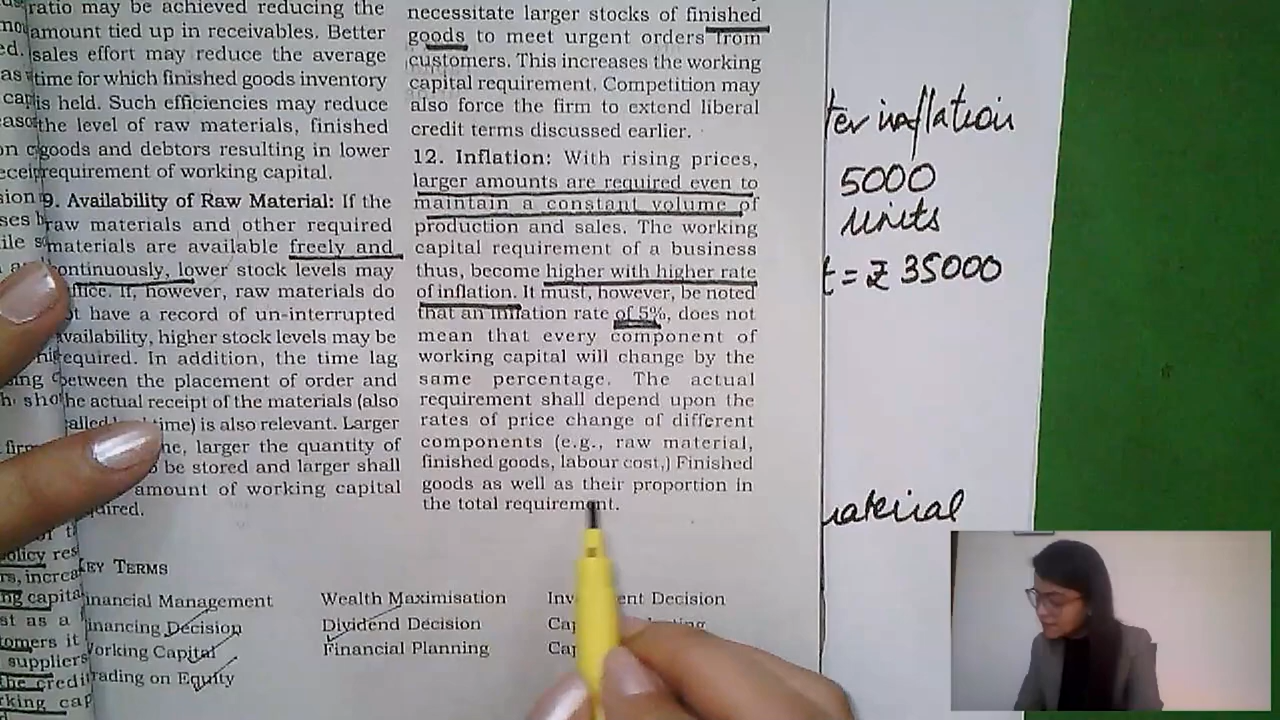 ratio may be achieved reducing the
amount tied up in receivables. Better
sales effort may reduce the average
time for which finished goods inventory
is held. Such efficiencies may reduce
the level of raw materials, finished
goods and debtors resulting in lower
requirement of working capital.
9. Availability of Raw Material: If the
raw materials and other required
materials are available freely and
continuously, lower stock levels may
If, however, raw materials do
have a record of un-interrupted
availability, higher stock levels may be
required. In addition, the time lag
between the placement of order and
the actual receipt of the materials (also
called time) is also relevant. Larger
larger the quantity of
be stored and larger shall
amount of working capital
necessitate larger stocks of finished
goods to meet urgent orders from
customers. This increases the working
capital requirement. Competition may
also force the firm to extend liberal
credit terms discussed earlier.
12. Inflation: With rising prices,
larger amounts are required even to
maintain a constant volume of
production and sales. The working
capital requirement of a business
thus, become higher with higher rate
of inflation. It must, however, be noted
that an inflation rate of 5%, does not
mean that every component of
working capital will change by the
same percentage. The actual
requirement shall depend upon the
rates of price change of different
components (e.g., raw material,
finished goods, labour cost,) Finished
goods as well as their proportion in
the total requirement.
KEY TERMS
Financial Management Wealth Maximisation Decision
Financing Decision Dividend Decision
Working Capital Financial Planning
Trading on Equity
inflation
5000
units
= ₹ 35000